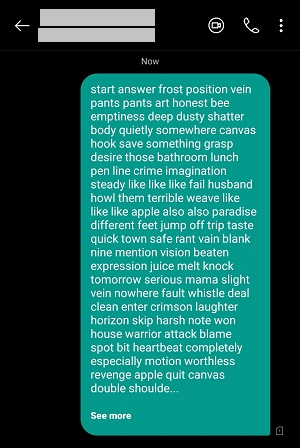 Now
start answer frost position vein
pants pants art honest bee
emptiness deep dusty shatter
body quietly somewhere canvas
hook save something grasp
desire those bathroom lunch
pen line crime imagination
steady like like like fail husband
howl them terrible weave like
like like apple also also paradise
different feet jump off trip taste
quick town safe rant vain blank
nine mention vision beaten
expression juice melt knock
tomorrow serious mama slight
vein nowhere fault whistle deal
clean enter crimson laughter
horizon skip harsh note won
house warrior attack blame
spot bit heartbeat completely
especially motion worthless
revenge apple quit canvas
double shoulde...
See more